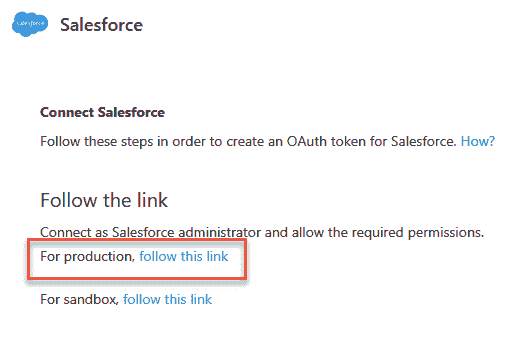 salesforce
Salesforce
Connect Salesforce
Follow these steps in order to create an OAuth token for Salesforce. How?
Follow the link
Connect as Salesforce administrator and allow the required permissions.
For production, follow this link
For sandbox, follow this link